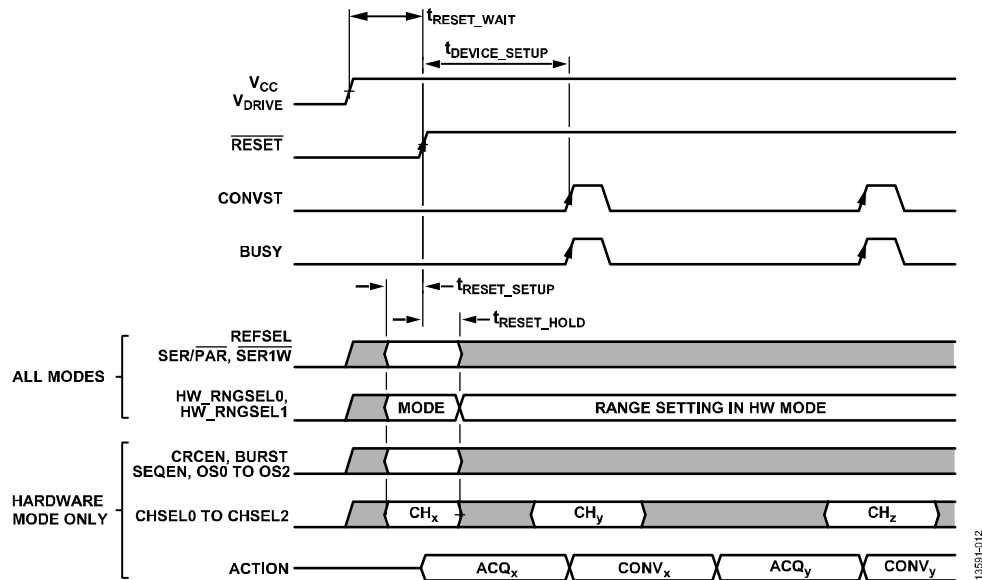 tRESET_WAIT
tDEVICE_SETUP
VCC
VDRIVE
RESET
CONVST
BUSY
tRESET_SETUP
tRESET_HOLD
REFSEL
SER/PAR, SER1W
ALL MODES
HW_RNGSEL0,
HW_RNGSEL1
MODE
RANGE SETTING IN HW MODE
CRCEN, BURST
SEQEN, OS0 TO OS2
HARDWARE
MODE ONLY
CHSEL0 TO CHSEL2
CHx
CHy
CHz
ACTION
ACQx
CONVx
ACQy
CONVy
13591-012